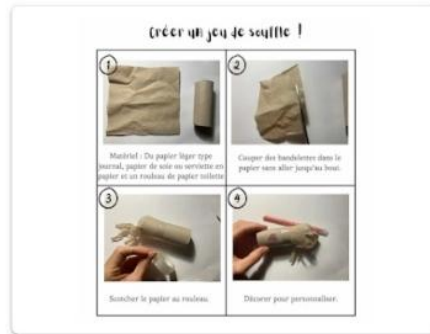 Créer un jeu de souffle !
1
Matériel : Du papier léger type
journal, papier de soie ou serviette en
papier et un rouleau de papier toilette
2
Couper des bandelettes dans le
papier sans aller jusqu'au bout.
3
Scotcher le papier au rouleau.
4
Décorer pour personnaliser.